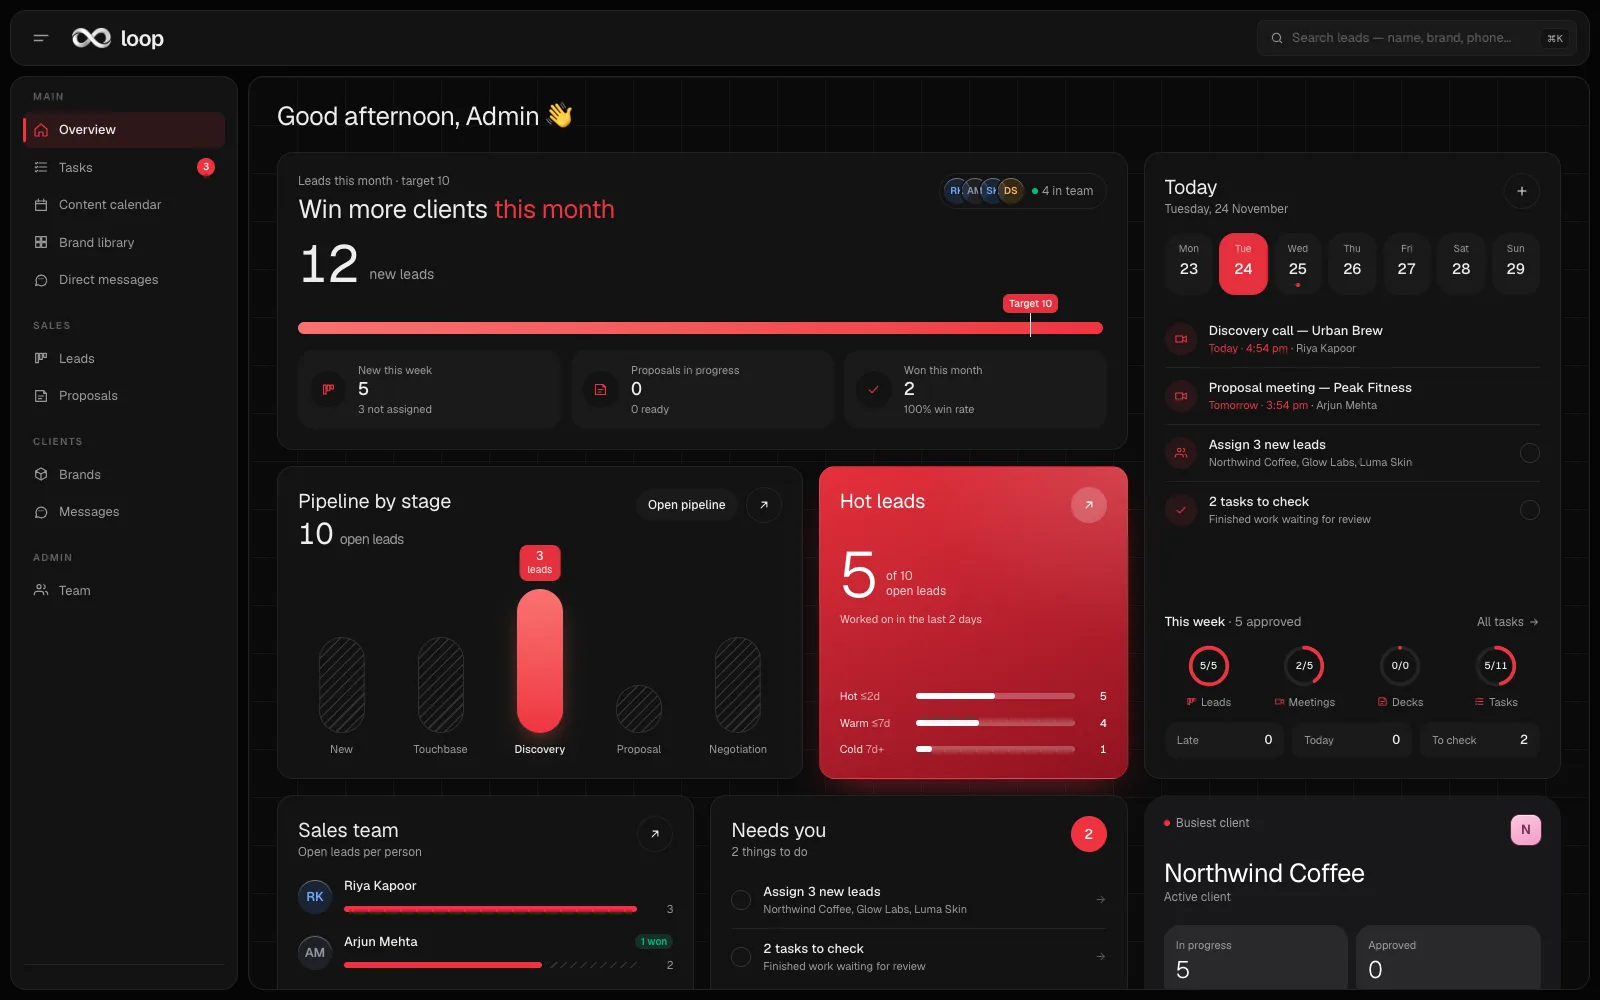 loop
Search leads — name, brand, phone...
⌘K
MAIN
Overview
Tasks
3
Content calendar
Brand library
Direct messages
SALES
Leads
Proposals
CLIENTS
Brands
Messages
ADMIN
Team
Good afternoon, Admin 👋
Leads this month · target 10
Win more clients this month
12 new leads
AM
DS
4 in team
Target 10
New this week
5
3 not assigned
Proposals in progress
0
0 ready
Won this month
2
100% win rate
Today
Tuesday, 24 November
+
Mon Tue Wed Thu Fri Sat Sun
23 24 25 26 27 28 29
Discovery call — Urban Brew
Today · 4:54 pm · Riya Kapoor
Proposal meeting — Peak Fitness
Tomorrow · 3:54 pm · Arjun Mehta
Assign 3 new leads
Northwind Coffee, Glow Labs, Luma Skin
2 tasks to check
Finished work waiting for review
This week · 5 approved
All tasks →
5/5 2/5 0/0 5/11
Leads Meetings Decks Tasks
Late 0
Today 0
To check 2
Pipeline by stage
10 open leads
Open pipeline
3
leads
New Touchbase Discovery Proposal Negotiation
Hot leads
5 of 10
open leads
Worked on in the last 2 days
Hot ≤2d 5
Warm ≤7d 4
Cold 7d+ 1
Sales team
Open leads per person
RK
Riya Kapoor
3
AM
Arjun Mehta
1 won
2
Needs you
2 things to do
2
Assign 3 new leads
Northwind Coffee, Glow Labs, Luma Skin
2 tasks to check
Finished work waiting for review
Busiest client
N
Northwind Coffee
Active client
In progress
5
Approved
0